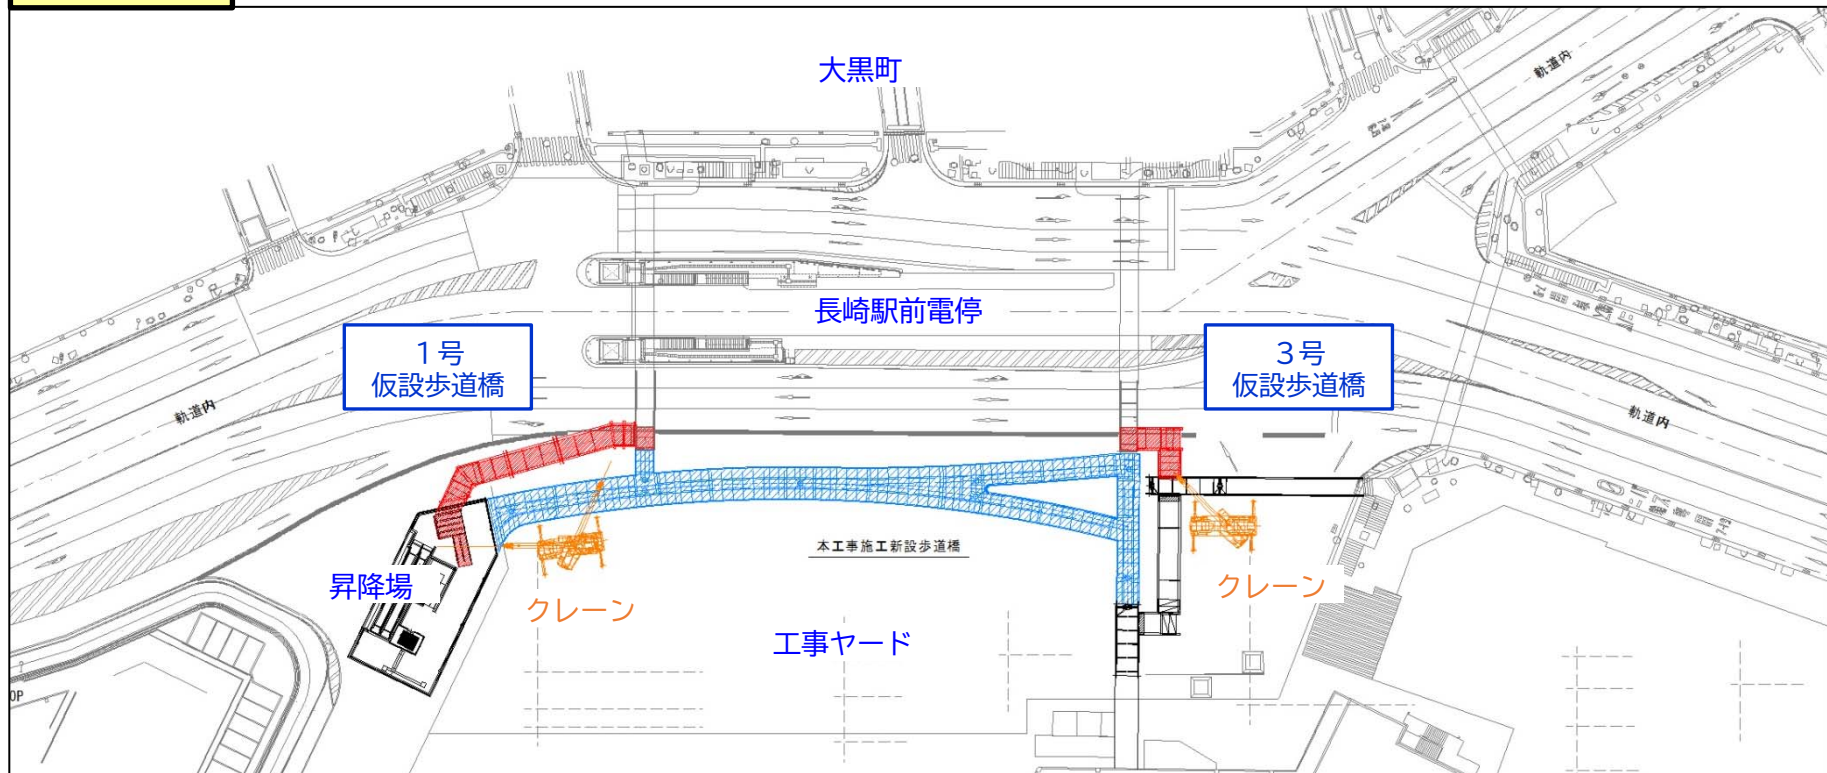 大黒町
軌道内
長崎駅前電停
1号
仮設歩道橋
3号
仮設歩道橋
軌道内
軌道内
本工事施工新設歩道橋
昇降場
クレーン
クレーン
工事ヤード
OP